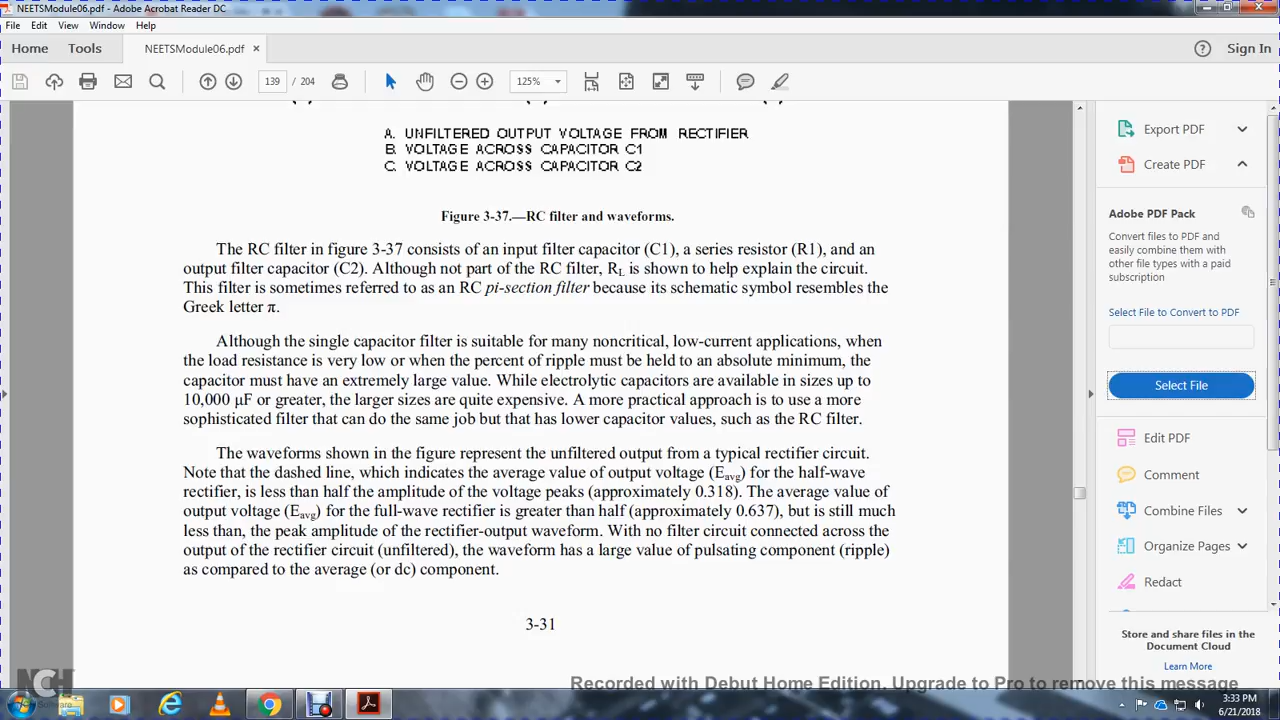 NEETSModule06.pdf - Adobe Acrobat Reader DC
File Edit View Window Help
Home Tools NEETSModule06.pdf × Sign In
139 / 204 125%
A. UNFILTERED OUTPUT VOLTAGE FROM RECTIFIER
B. VOLTAGE ACROSS CAPACITOR C1
C. VOLTAGE ACROSS CAPACITOR C2
Figure 3-37.—RC filter and waveforms.
The RC filter in figure 3-37 consists of an input filter capacitor (C1), a series resistor (R1), and an
output filter capacitor (C2). Although not part of the RC filter, RL is shown to help explain the circuit.
This filter is sometimes referred to as an RC pi-section filter because its schematic symbol resembles the
Greek letter π.
Although the single capacitor filter is suitable for many noncritical, low-current applications, when
the load resistance is very low or when the percent of ripple must be held to an absolute minimum, the
capacitor must have an extremely large value. While electrolytic capacitors are available in sizes up to
10,000 μF or greater, the larger sizes are quite expensive. A more practical approach is to use a more
sophisticated filter that can do the same job but that has lower capacitor values, such as the RC filter.
The waveforms shown in the figure represent the unfiltered output from a typical rectifier circuit.
Note that the dashed line, which indicates the average value of output voltage (Eavg) for the half-wave
rectifier, is less than half the amplitude of the voltage peaks (approximately 0.318). The average value of
output voltage (Eavg) for the full-wave rectifier is greater than half (approximately 0.637), but is still much
less than, the peak amplitude of the rectifier-output waveform. With no filter circuit connected across the
output of the rectifier circuit (unfiltered), the waveform has a large value of pulsating component (ripple)
as compared to the average (or dc) component.
3-31
Export PDF
Create PDF
Adobe PDF Pack
Convert files to PDF and
easily combine them with
other file types with a paid
subscription
Select File to Convert to PDF
Select File
Edit PDF
Comment
Combine Files
Organize Pages
Redact
Store and share files in the
Document Cloud
Learn More
NCH
Software
Recorded with Debut Home Edition. Upgrade to Pro to remove this message
3:33 PM
6/21/2018